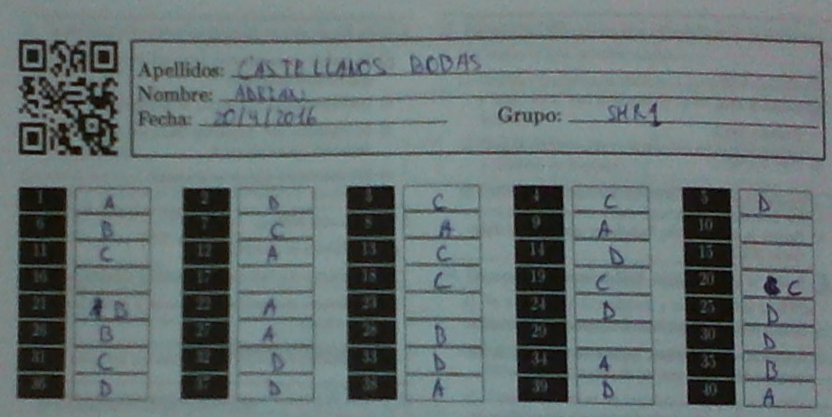 Apellidos: CASTELLANOS BODAS
Nombre: ADRIAN
Fecha: 20/4/2016 Grupo: SMR1
1 A 2 D 3 C 4 C 5 D
6 B 7 C 8 A 9 A 10
11 C 12 A 13 C 14 D 15
16 17 18 C 19 C 20 C
21 B 22 A 23 24 D 25 D
26 B 27 A 28 B 29 30 D
31 C 32 D 33 D 34 A 35 B
36 D 37 D 38 A 39 D 40 A